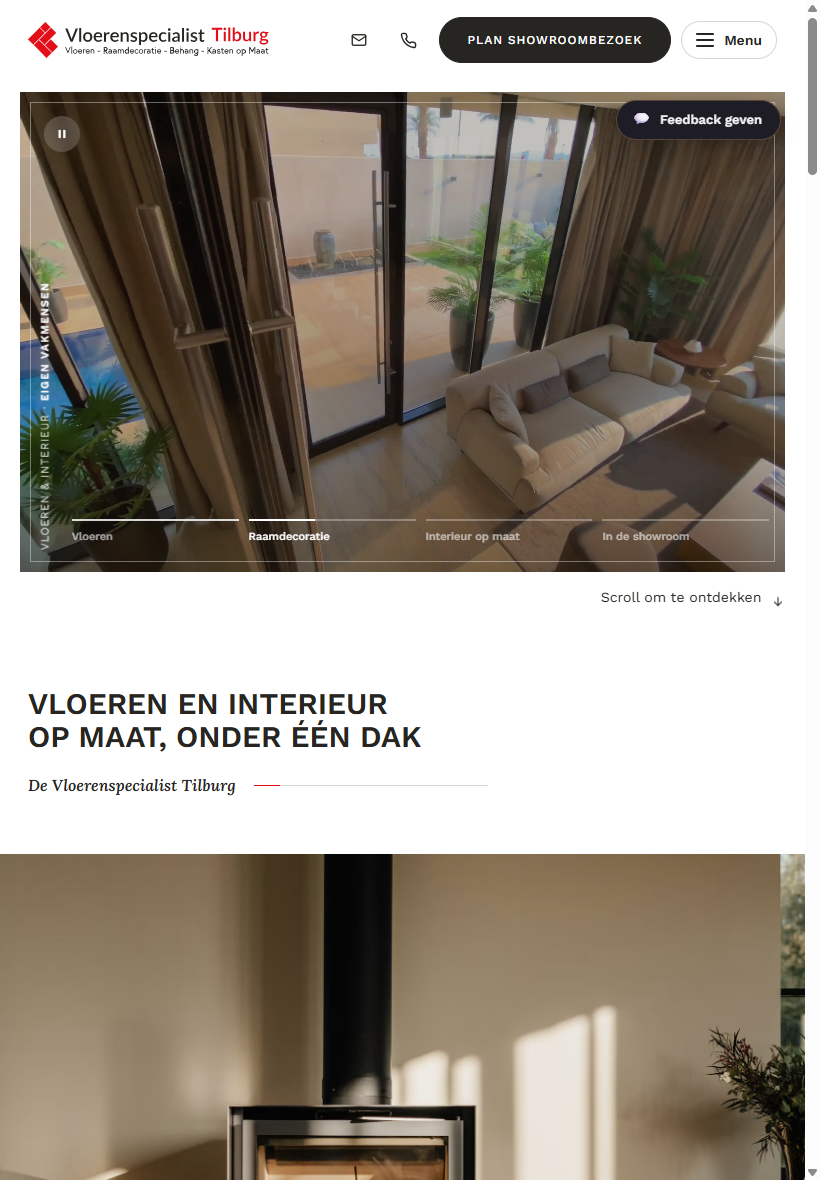 Vloerenspecialist Tilburg
Vloeren - Raamdecoratie - Behang - Kasten op Maat
PLAN SHOWROOMBEZOEK
Menu
Feedback geven
VLOEREN & INTERIEUR · EIGEN VAKMENSEN
Vloeren
Raamdecoratie
Interieur op maat
In de showroom
Scroll om te ontdekken
VLOEREN EN INTERIEUR
OP MAAT, ONDER ÉÉN DAK
De Vloerenspecialist Tilburg